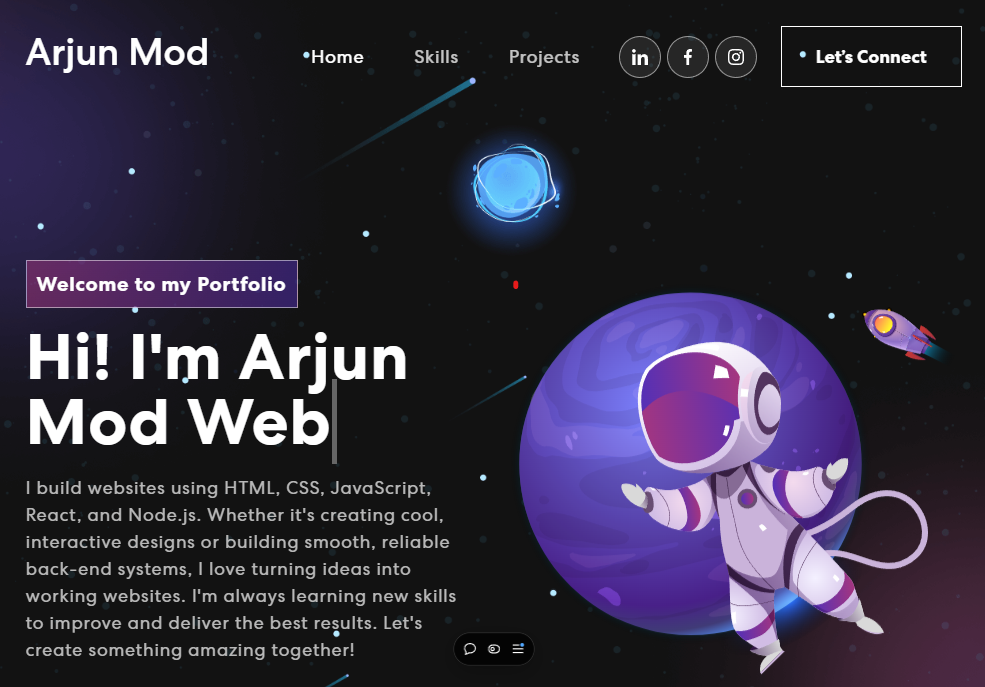 Arjun Mod
Home
Skills
Projects
in
f
Let's Connect
Welcome to my Portfolio
Hi! I'm Arjun
Mod Web
I build websites using HTML, CSS, JavaScript,
React, and Node.js. Whether it's creating cool,
interactive designs or building smooth, reliable
back-end systems, I love turning ideas into
working websites. I'm always learning new skills
to improve and deliver the best results. Let's
create something amazing together!